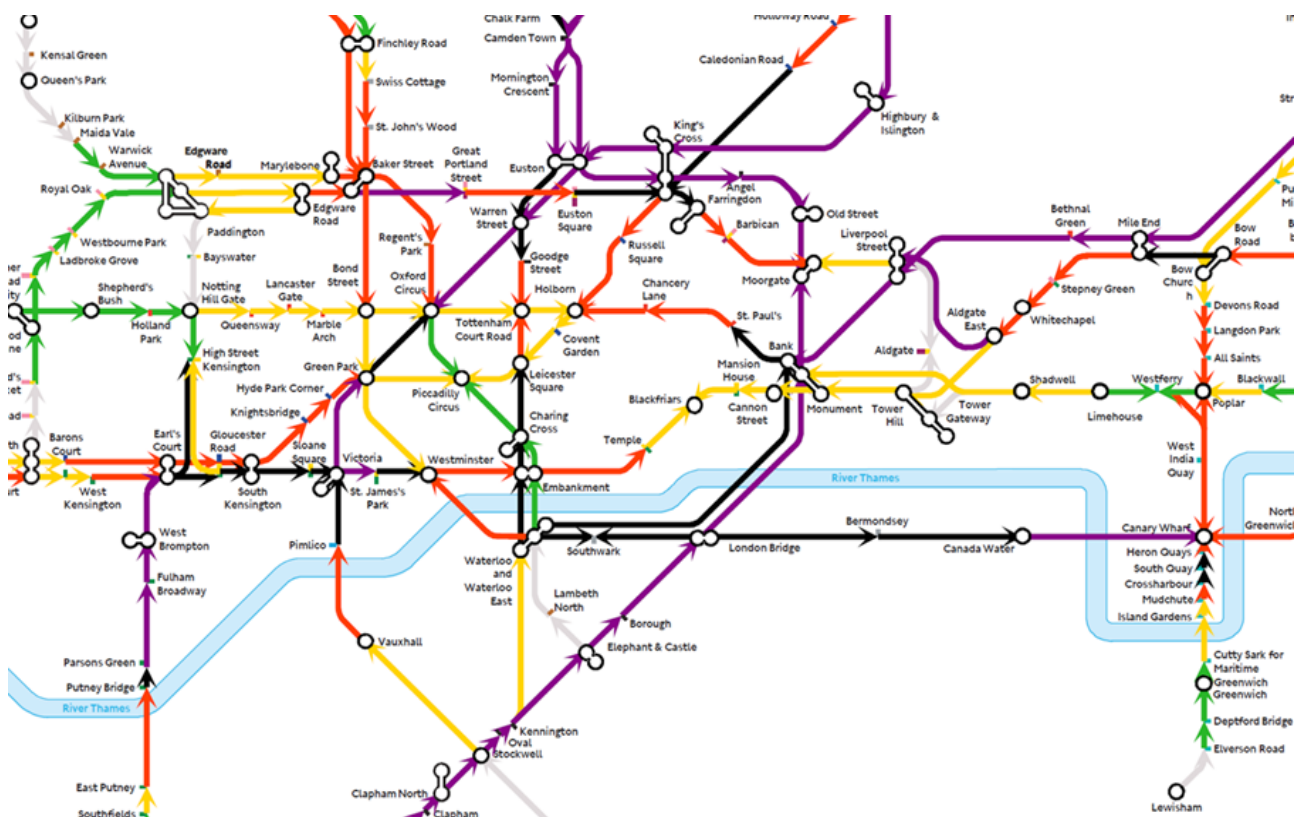 Chalk Farm
Holloway Road
Kensal Green
Finchley Road
Camden Town
Caledonian Road
Queen's Park
Swiss Cottage
Mornington
Crescent
Highbury &
Islington
Kilburn Park
Maida Vale
St. John's Wood
King's
Cross
Warwick
Avenue
Edgware
Road
Marylebone
Baker Street
Great
Portland
Street
Euston
Angel
Farringdon
Royal Oak
Edgware
Road
Warren
Street
Euston
Square
Barbican
Old Street
Bethnal
Green
Mile End
Bow
Road
Paddington
Westbourne Park
Ladbroke Grove
Regent's
Park
Russell
Square
Liverpool
Street
Bayswater
Goodge
Street
Moorgate
Stepney Green
Bow
Churc
h
Shepherd's
Bush
Notting
Hill Gate
Lancaster
Gate
Bond
Street
Oxford
Circus
Holborn
Chancery
Lane
Holland
Park
Queensway
Marble
Arch
Tottenham
Court Road
Covent
Garden
St. Paul's
Aldgate
East
Whitechapel
Devons Road
Langdon Park
All Saints
High Street
Kensington
Green Park
Leicester
Square
Bank
Mansion
House
Aldgate
Hyde Park Corner
Knightsbridge
Piccadilly
Circus
Blackfriars
Cannon
Street
Monument
Tower
Hill
Tower
Gateway
Shadwell
Limehouse
Westferry
Poplar
Blackwall
Charing
Cross
Temple
Barons
Court
Earl's
Court
Gloucester
Road
Sloane
Square
Victoria
Westminster
West
India
Quay
West
Kensington
South
Kensington
St. James's
Park
Embankment
River Thames
West
Brompton
Pimlico
Waterloo
and
Waterloo
East
Southwark
London Bridge
Bermondsey
Canada Water
Canary Wharf
North
Greenwich
Heron Quays
South Quay
Crossharbour
Mudchute
Island Gardens
Fulham
Broadway
Lambeth
North
Borough
Elephant & Castle
Vauxhall
Parsons Green
Putney Bridge
River Thames
Cutty Sark for
Maritime
Greenwich
Greenwich
Kennington
Oval
Stockwell
Deptford Bridge
Elverson Road
East Putney
Southfields
Clapham North
Clapham
Lewisham